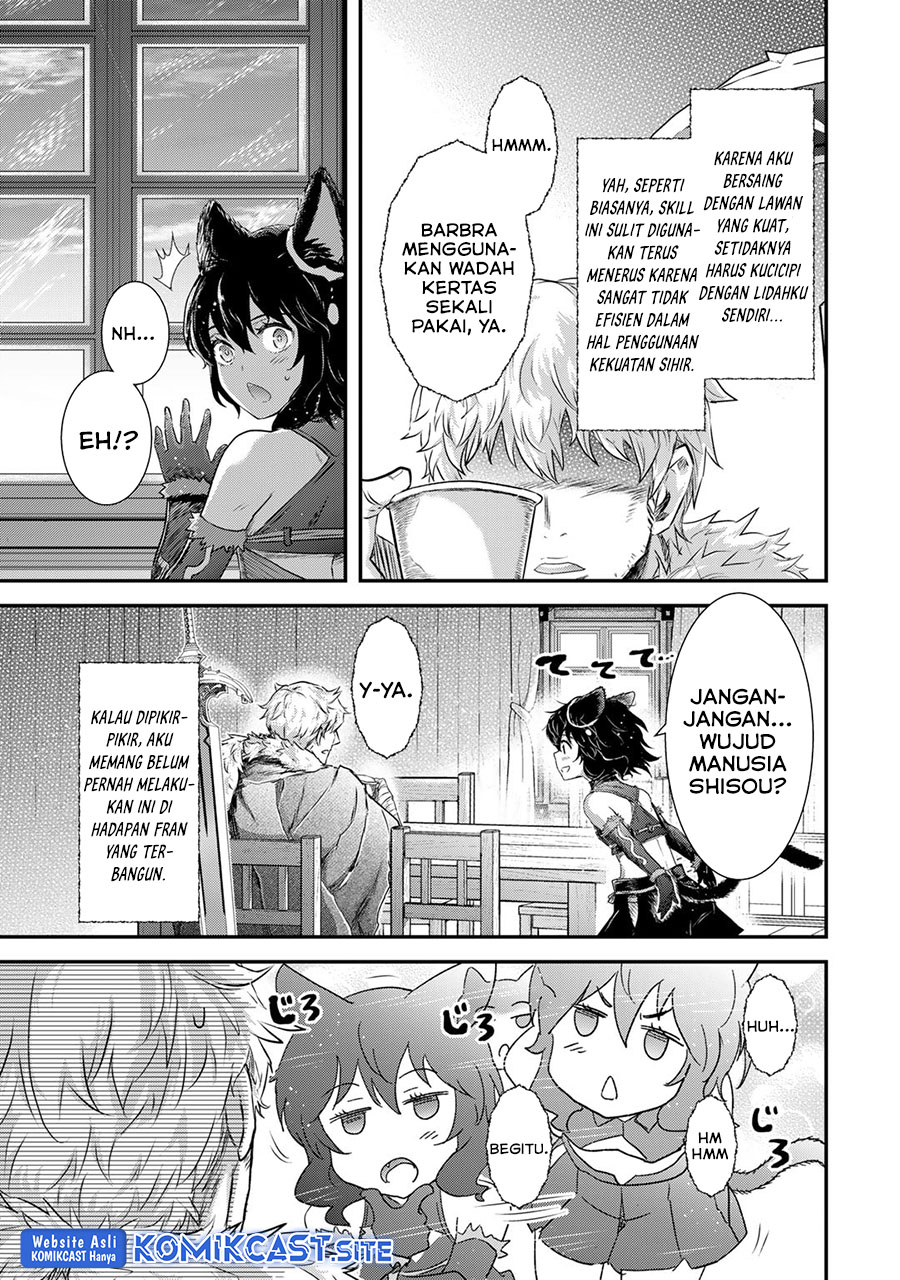 KARENA AKU
BERSAING
DENGAN LAWAN
YANG KUAT,
SETIDAKNYA
HARUS KUCICIPI
DENGAN LIDAHKU
SENDIRI...
YAH, SEPERTI
BIASANYA, SKILL
INI SULIT DIGUNA-
KAN TERUS
MENERUS KARENA
SANGAT TIDAK
EFISIEN DALAM
HAL PENGGUNAAN
KEKUATAN SIHIR.
HMMM.
BARBRA
MENGGUNA-
KAN WADAH
KERTAS
SEKALI
PAKAI, YA.
NH...
EH!?
JANGAN-
JANGAN...
WUJUD
MANUSIA
SHISOU?
てててて...
Y-YA.
KALAU DIPIKIR-
PIKIR, AKU
MEMANG BELUM
PERNAH MELAKU-
KAN INI DI
HADAPAN FRAN
YANG TER-
BANGUN.
HUH...
じろ
HM
HMM
じろ
BEGITU.
じろ
Website Asli
KOMIKCAST Hanya
KOMIKCAST.SITE